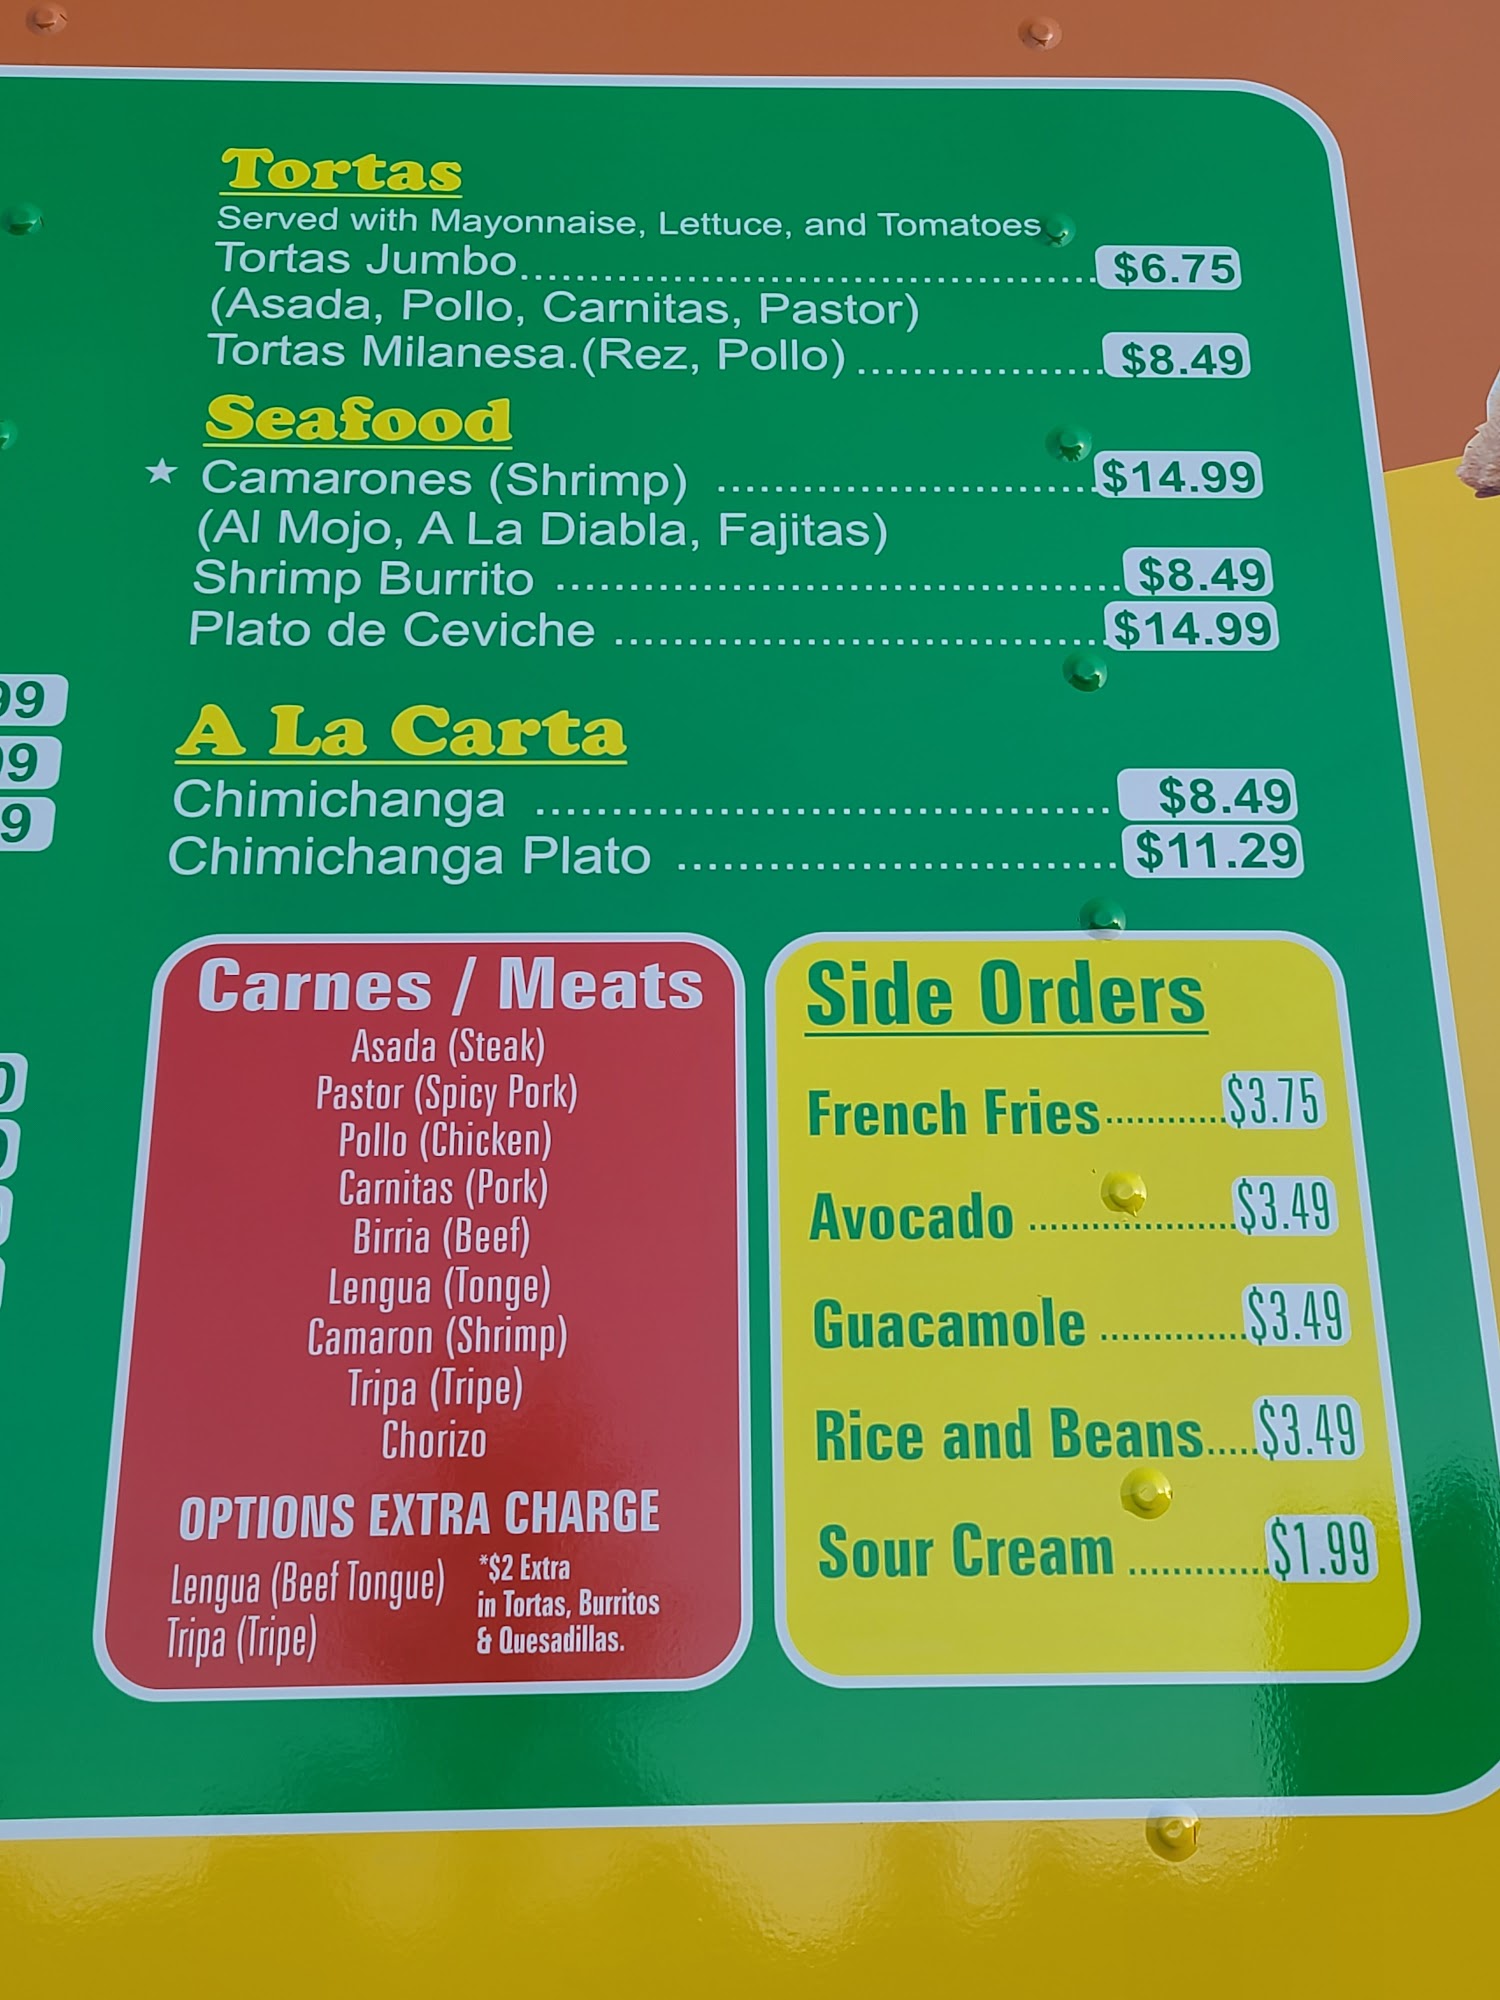 Tortas
Served with Mayonnaise, Lettuce, and Tomatoes
Tortas Jumbo.......................................... $6.75
(Asada, Pollo, Carnitas, Pastor)
Tortas Milanesa.(Rez, Pollo) .................. $8.49
Seafood
★ Camarones (Shrimp) ............................ $14.99
(Al Mojo, A La Diabla, Fajitas)
Shrimp Burrito ......................................... $8.49
Plato de Ceviche .................................. $14.99
A La Carta
Chimichanga ....................................... $8.49
Chimichanga Plato ............................. $11.29
Carnes / Meats
Asada (Steak)
Pastor (Spicy Pork)
Pollo (Chicken)
Carnitas (Pork)
Birria (Beef)
Lengua (Tonge)
Camaron (Shrimp)
Tripa (Tripe)
Chorizo
OPTIONS EXTRA CHARGE
Lengua (Beef Tongue)
Tripa (Tripe)
*$2 Extra
in Tortas, Burritos
& Quesadillas.
Side Orders
French Fries............ $3.75
Avocado ..................... $3.49
Guacamole ............... $3.49
Rice and Beans..... $3.49
Sour Cream .............. $1.99
99
99
9